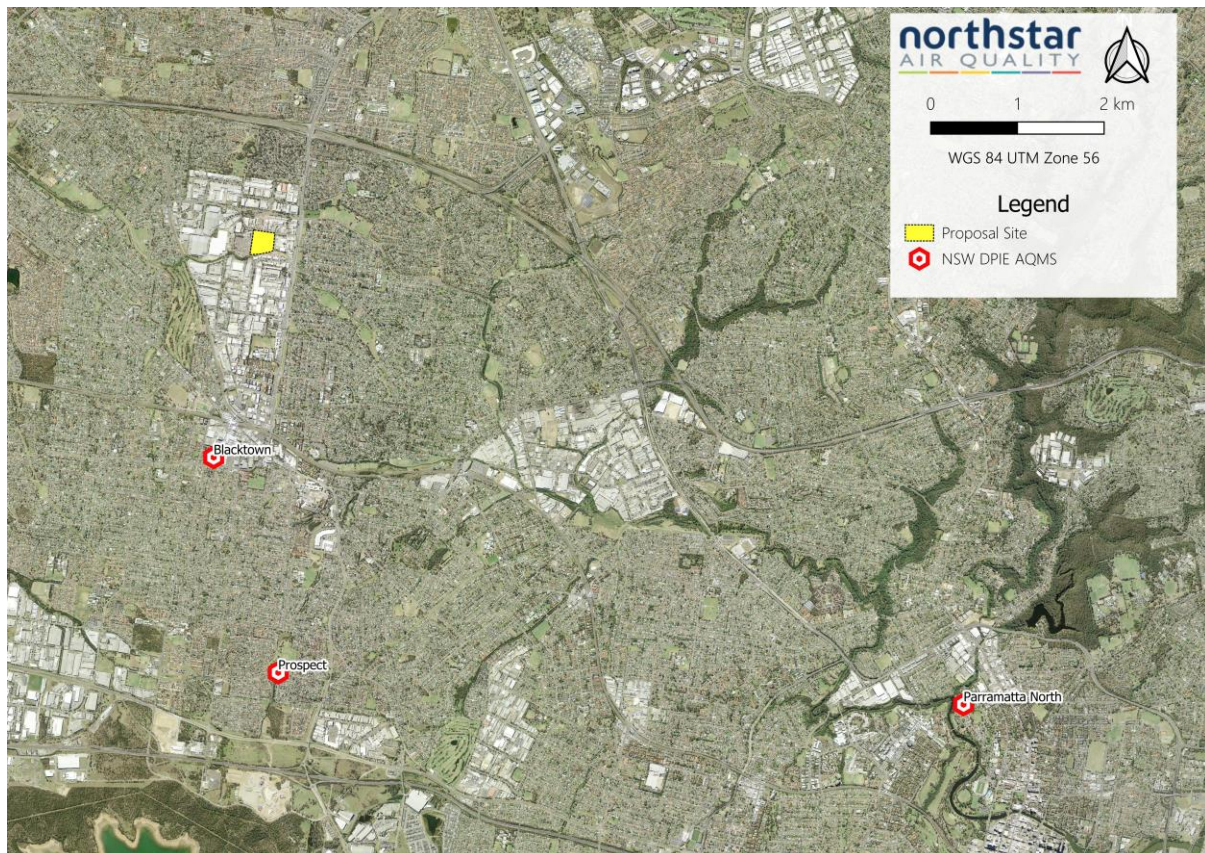 northstar
AIR QUALITY
0 1 2 km
WGS 84 UTM Zone 56
Legend
Proposal Site
NSW DPIE AQMS
Blacktown
Prospect
Parramatta North